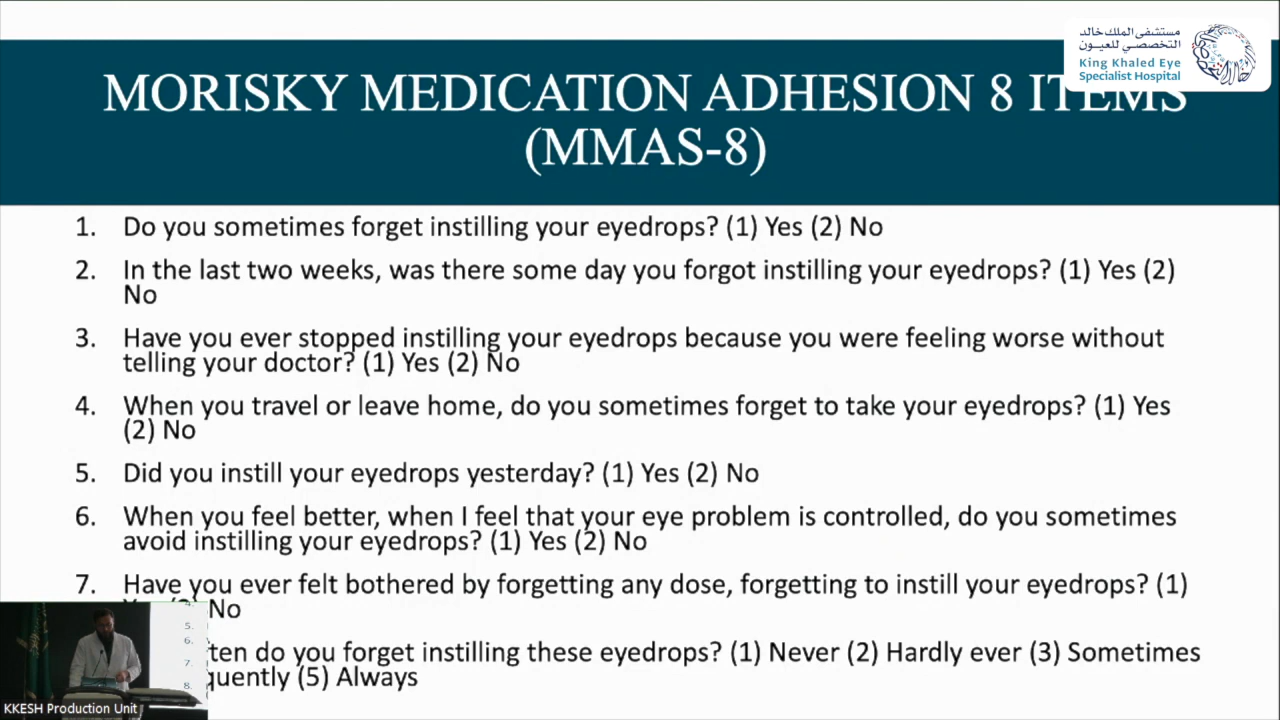 مستشفى الملك خالد
التخصصي للعيون
King Khaled Eye
Specialist Hospital
MORISKY MEDICATION ADHESION 8 ITEMS
(MMAS-8)
1. Do you sometimes forget instilling your eyedrops? (1) Yes (2) No
2. In the last two weeks, was there some day you forgot instilling your eyedrops? (1) Yes (2)
No
3. Have you ever stopped instilling your eyedrops because you were feeling worse without
telling your doctor? (1) Yes (2) No
4. When you travel or leave home, do you sometimes forget to take your eyedrops? (1) Yes
(2) No
5. Did you instill your eyedrops yesterday? (1) Yes (2) No
6. When you feel better, when I feel that your eye problem is controlled, do you sometimes
avoid instilling your eyedrops? (1) Yes (2) No
7. Have you ever felt bothered by forgetting any dose, forgetting to instill your eyedrops? (1)
No
do you forget instilling these eyedrops? (1) Never (2) Hardly ever (3) Sometimes
(5) Always
4.
5.
6.
7.
8.
KKESH Production Unit